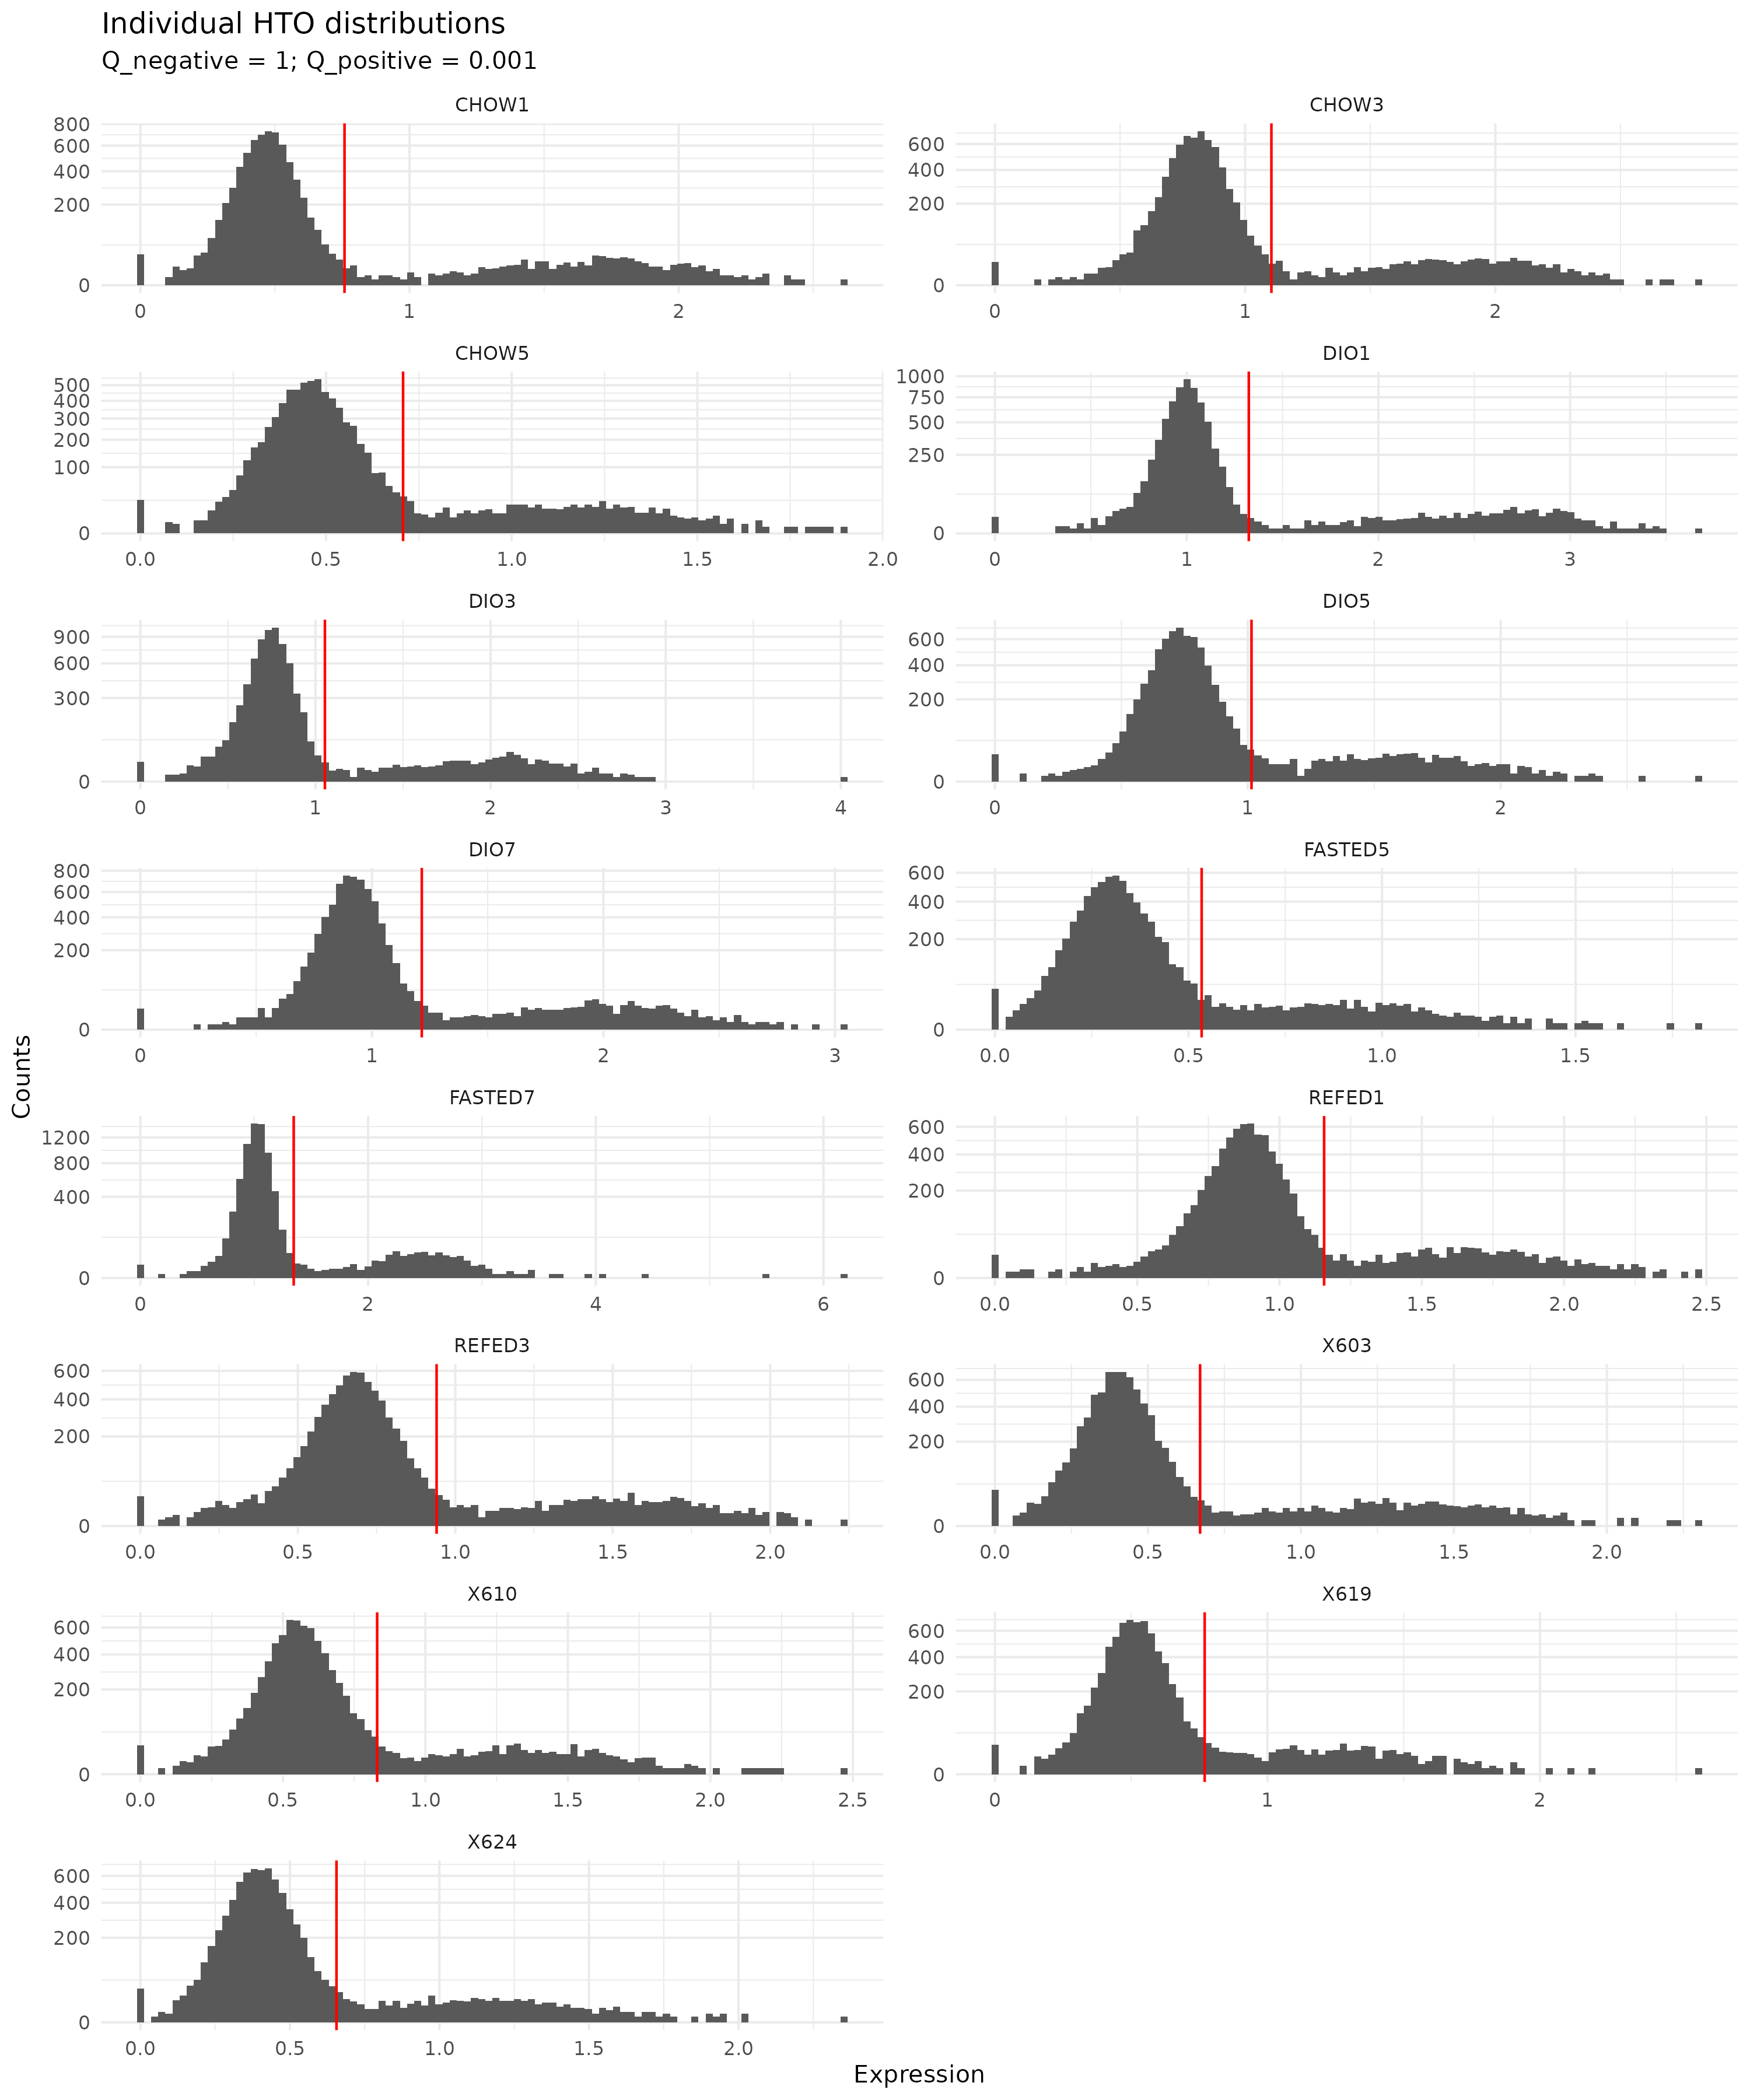 Individual HTO distributions
Q_negative = 1; Q_positive = 0.001
CHOW1
800
600
400
200
0
0 1 2
CHOW3
600
400
200
0
0 1 2
CHOW5
500
400
300
200
100
0
0.0 0.5 1.0 1.5 2.0
DIO1
1000
750
500
250
0
0 1 2 3
DIO3
900
600
300
0
0 1 2 3 4
DIO5
600
400
200
0
0 1 2
DIO7
800
600
400
200
0
0 1 2 3
FASTED5
600
400
200
0
0.0 0.5 1.0 1.5
Counts
FASTED7
1200
800
400
0
0 2 4 6
REFED1
600
400
200
0
0.0 0.5 1.0 1.5 2.0 2.5
REFED3
600
400
200
0
0.0 0.5 1.0 1.5 2.0
X603
600
400
200
0
0.0 0.5 1.0 1.5 2.0
X610
600
400
200
0
0.0 0.5 1.0 1.5 2.0 2.5
X619
600
400
200
0
0 1 2
X624
600
400
200
0
0.0 0.5 1.0 1.5 2.0
Expression